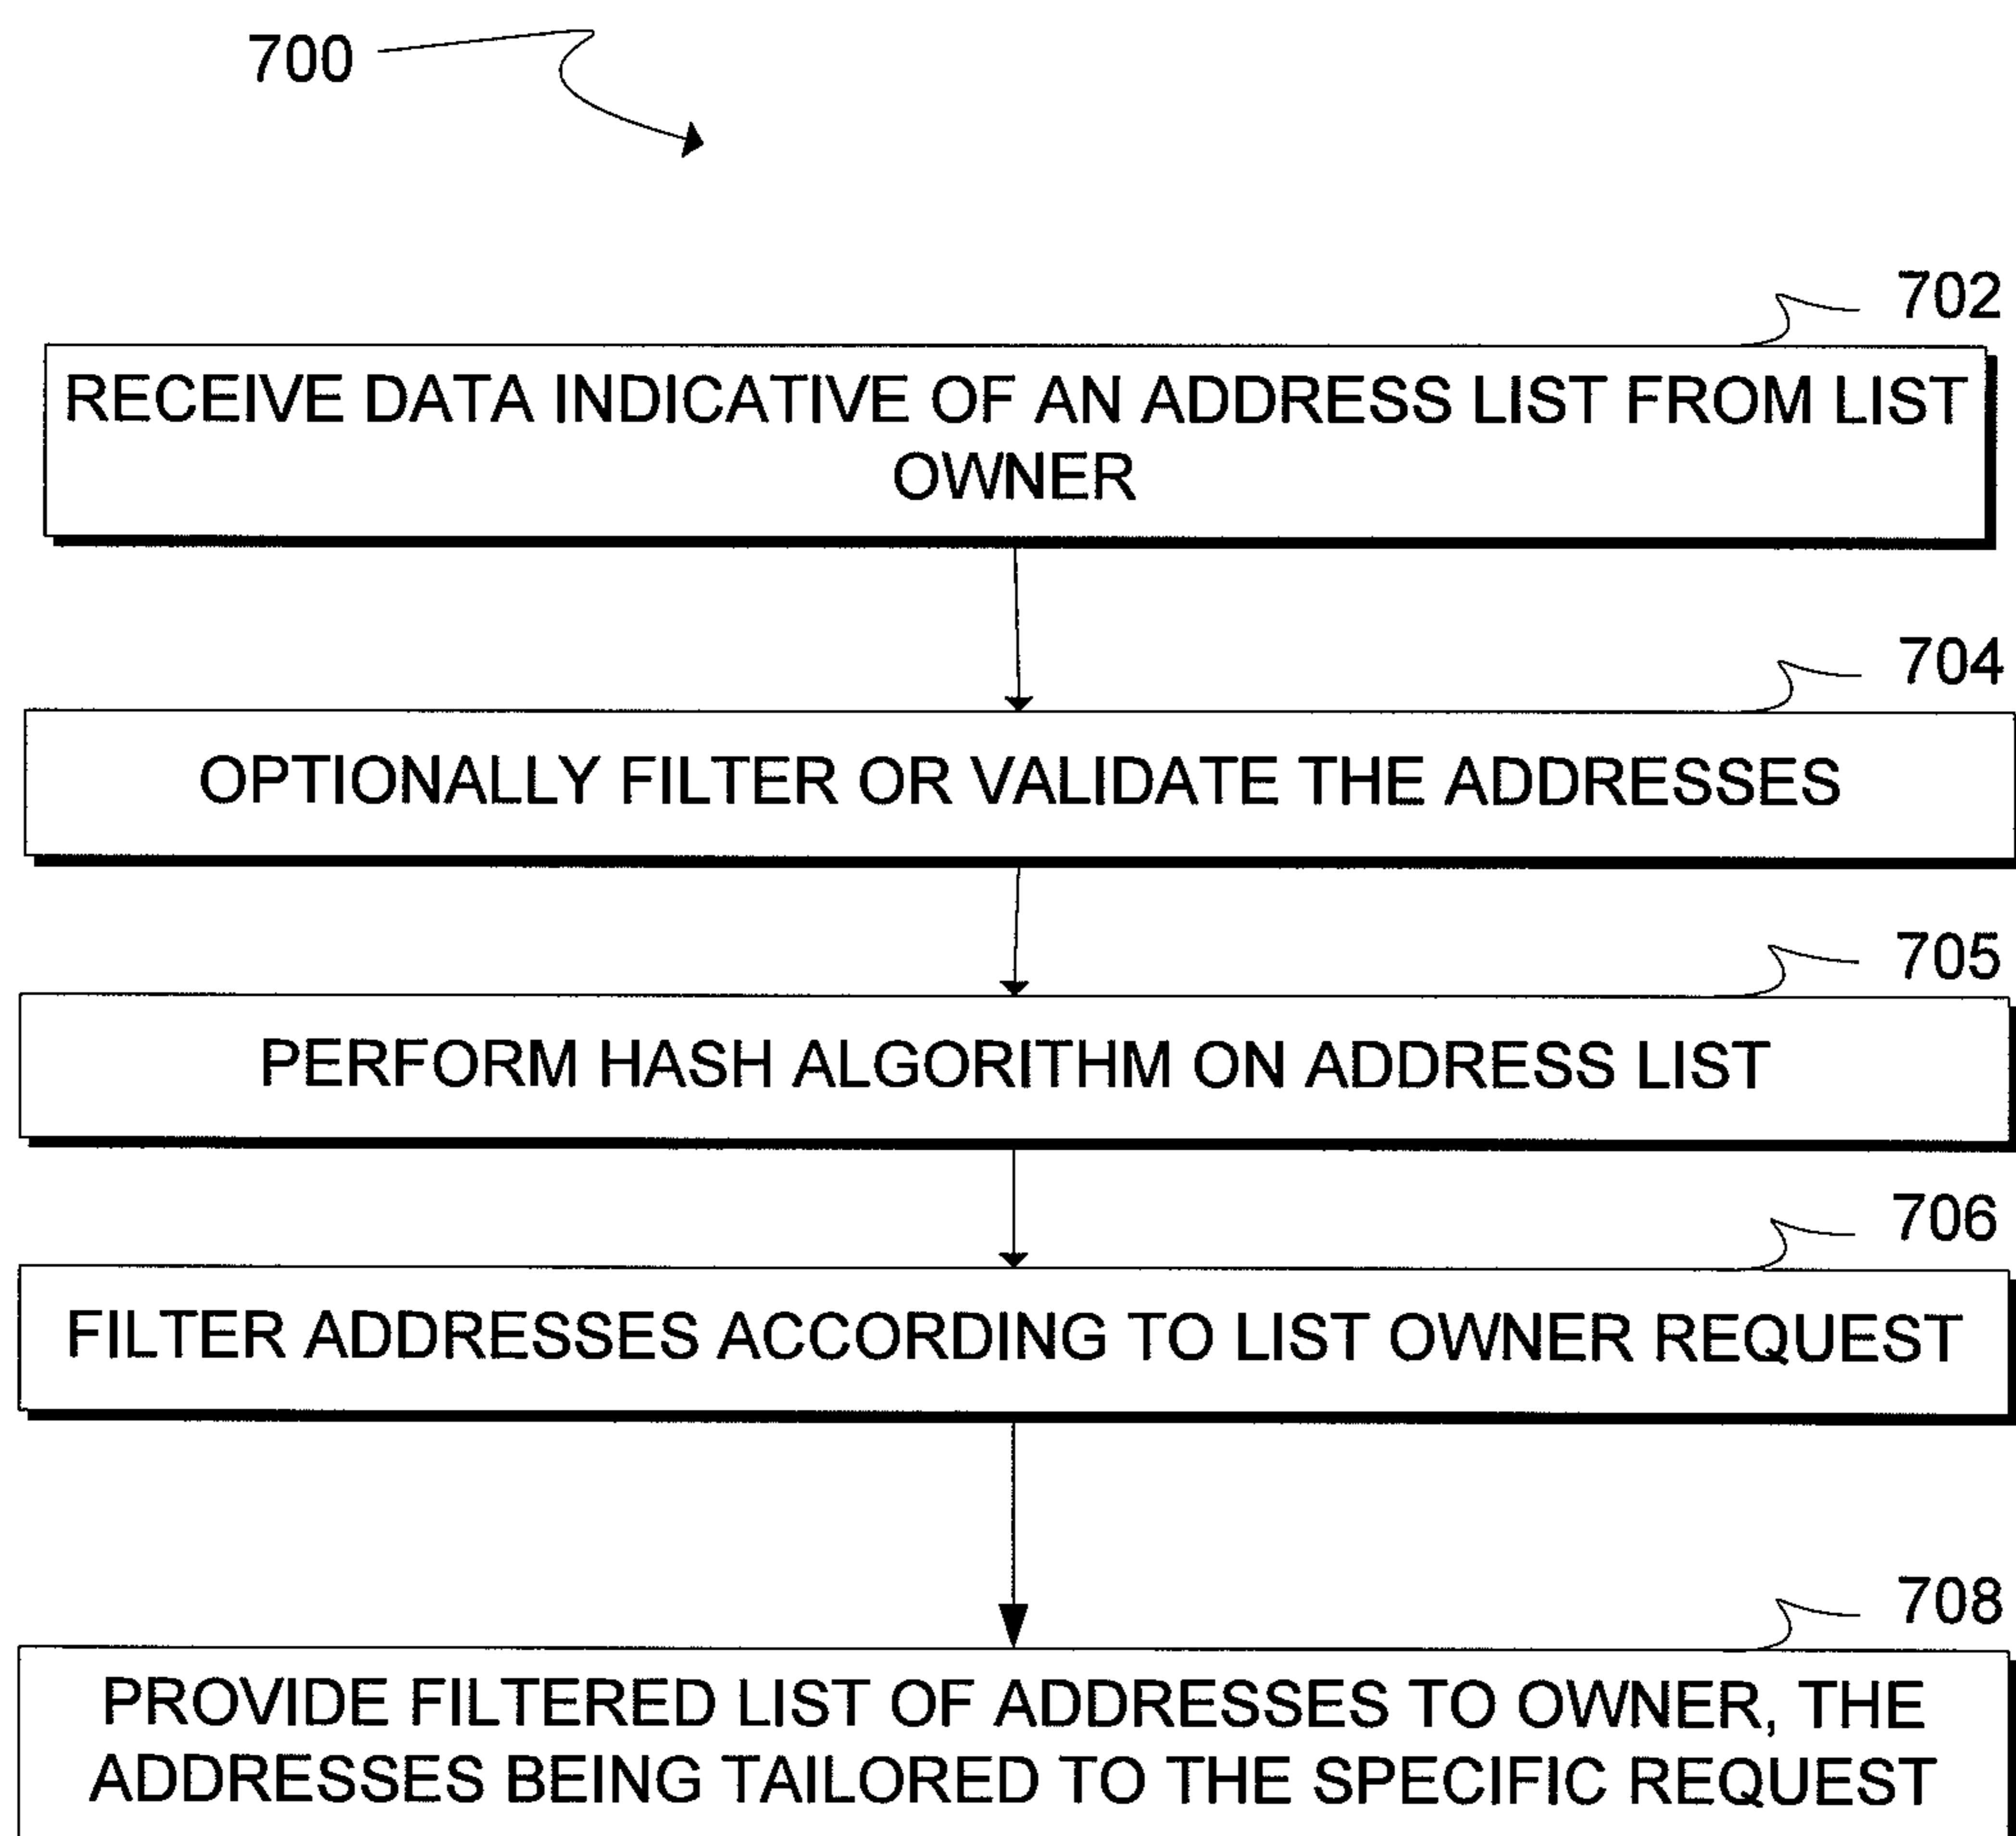 700
702
RECEIVE DATA INDICATIVE OF AN ADDRESS LIST FROM LIST
OWNER
704
OPTIONALLY FILTER OR VALIDATE THE ADDRESSES
705
PERFORM HASH ALGORITHM ON ADDRESS LIST
706
FILTER ADDRESSES ACCORDING TO LIST OWNER REQUEST
708
PROVIDE FILTERED LIST OF ADDRESSES TO OWNER, THE
ADDRESSES BEING TAILORED TO THE SPECIFIC REQUEST